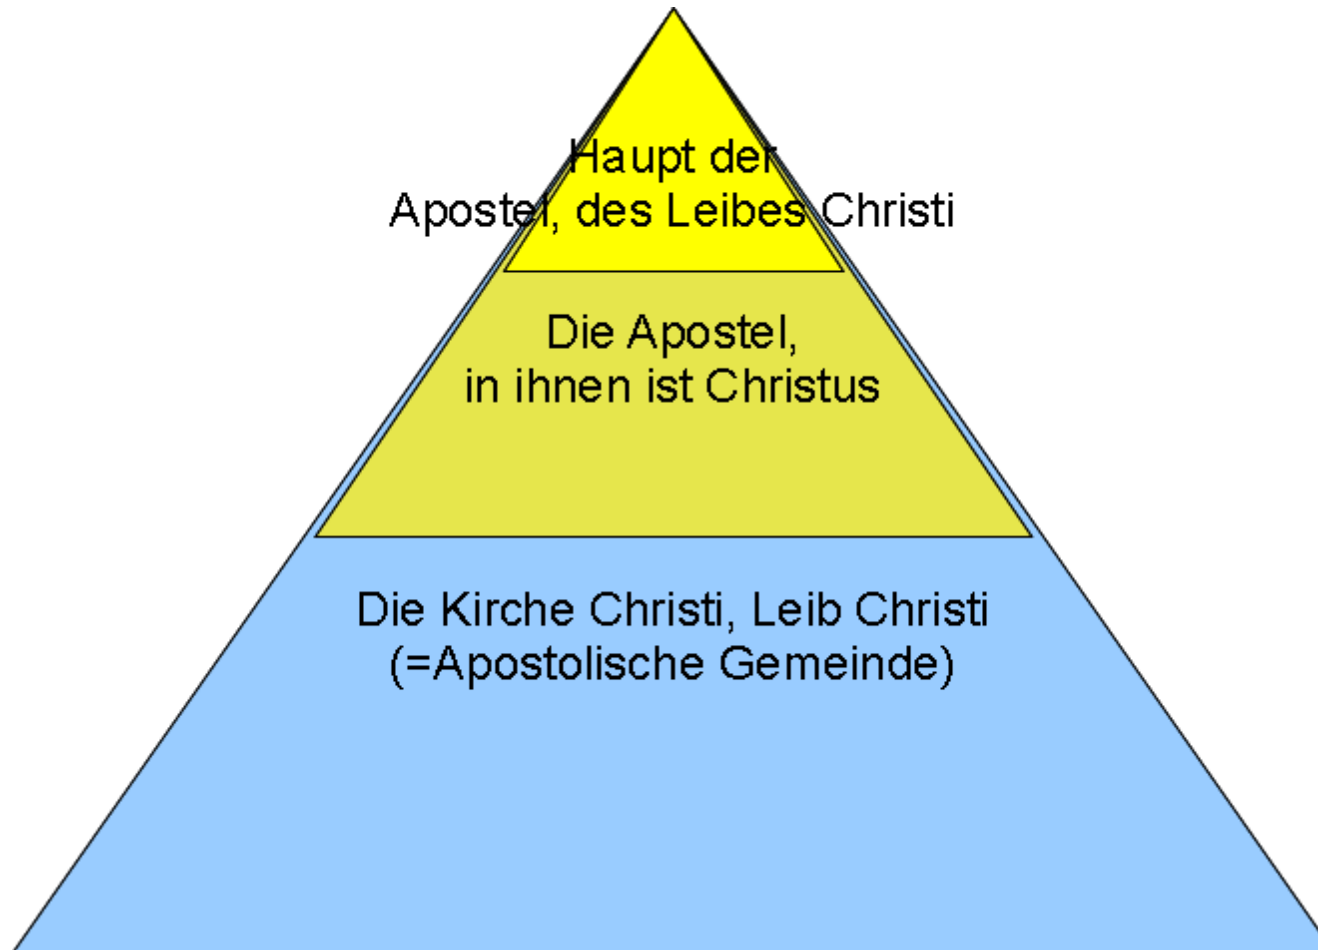 Haupt der
Apostel, des Leibes Christi
Die Apostel,
in ihnen ist Christus
Die Kirche Christi, Leib Christi
(=Apostolische Gemeinde)